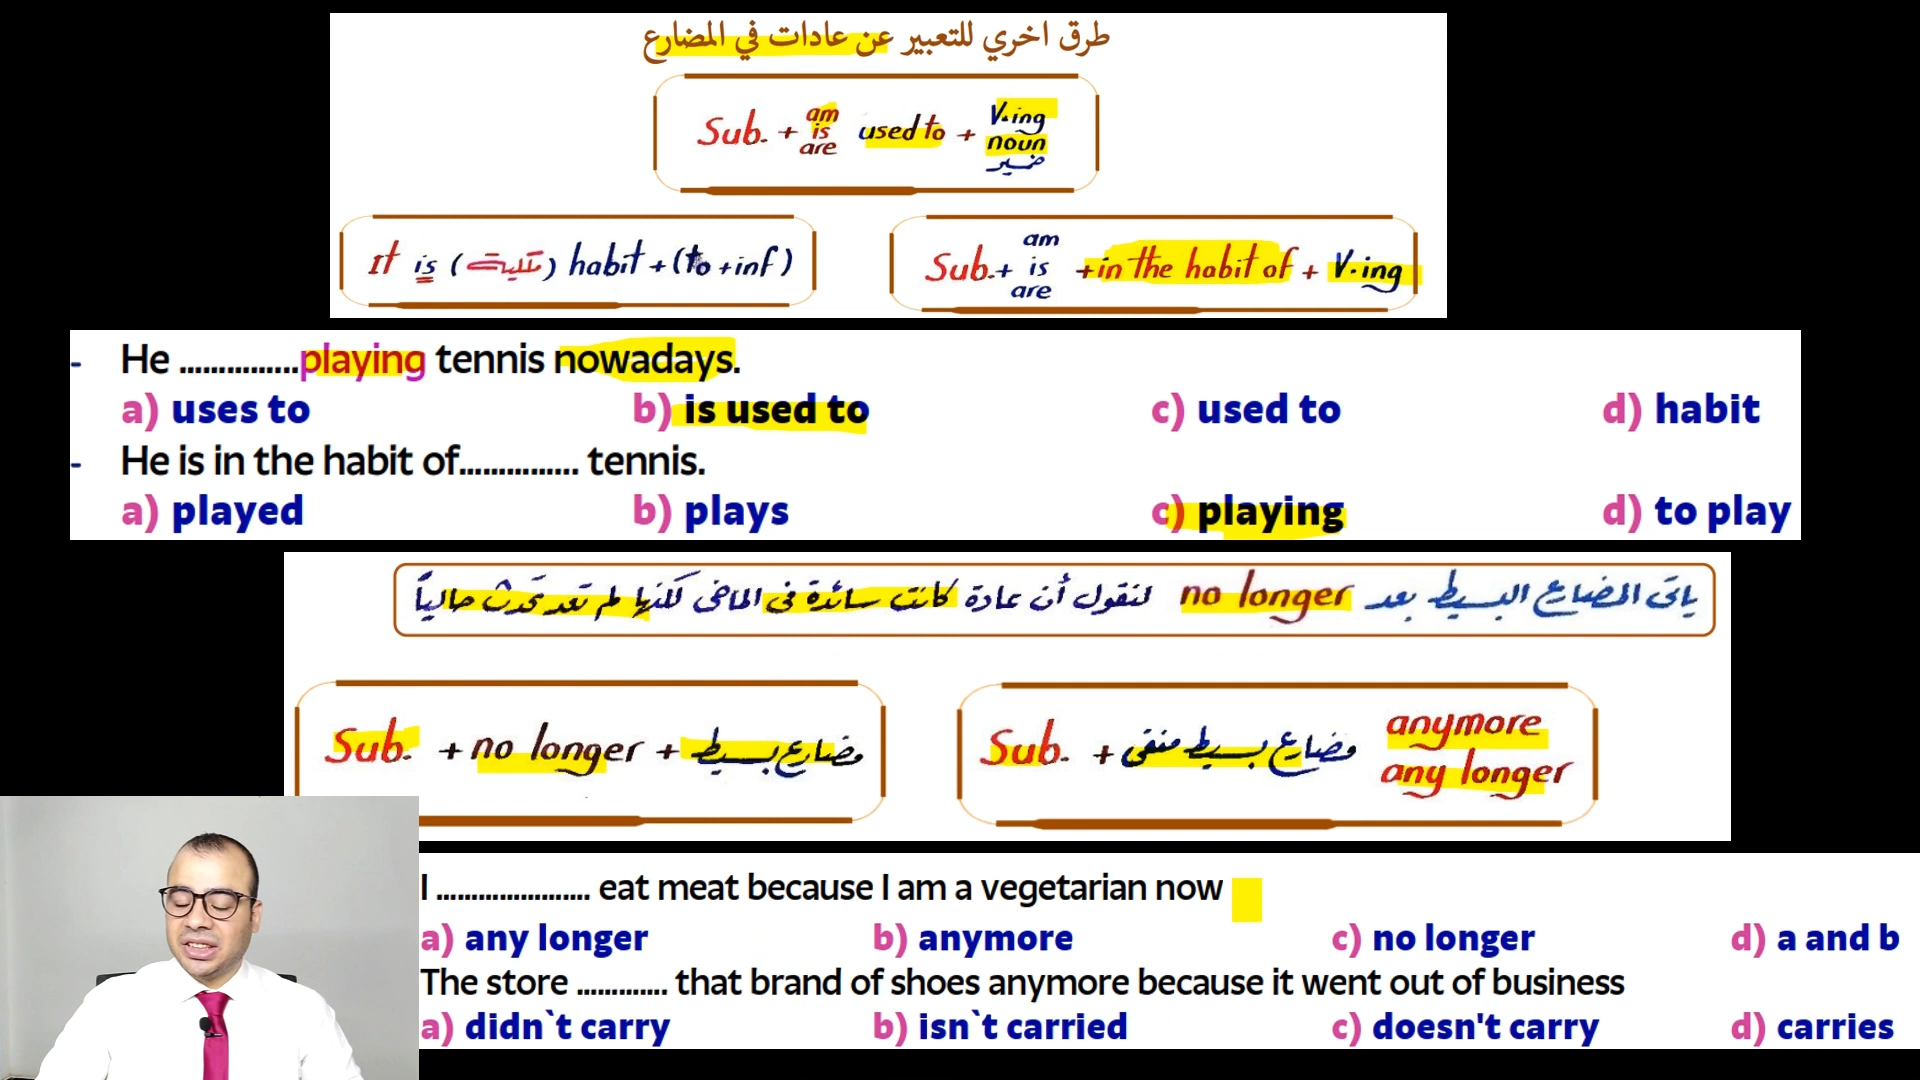 طرق اخري للتعبير عن عادات في المضارع
Sub. + am is are used to + V.ing noun ضمير
It is (ملكية) habit + (to + inf)
Sub. + am is are + in the habit of + V.ing
- He ...............playing tennis nowadays.
a) uses to b) is used to c) used to d) habit
- He is in the habit of............... tennis.
a) played b) plays c) playing d) to play
ياتى المضارع البسيط بعد no longer لنقول أن عادة كانت سائدة فى الماضى لكنها لم تعد تحدث حالياً
Sub. + no longer + مضارع بسيط
Sub. + مضارع بسيط منفى anymore any longer
I ...................... eat meat because I am a vegetarian now
a) any longer b) anymore c) no longer d) a and b
The store ............. that brand of shoes anymore because it went out of business
a) didn`t carry b) isn`t carried c) doesn't carry d) carries